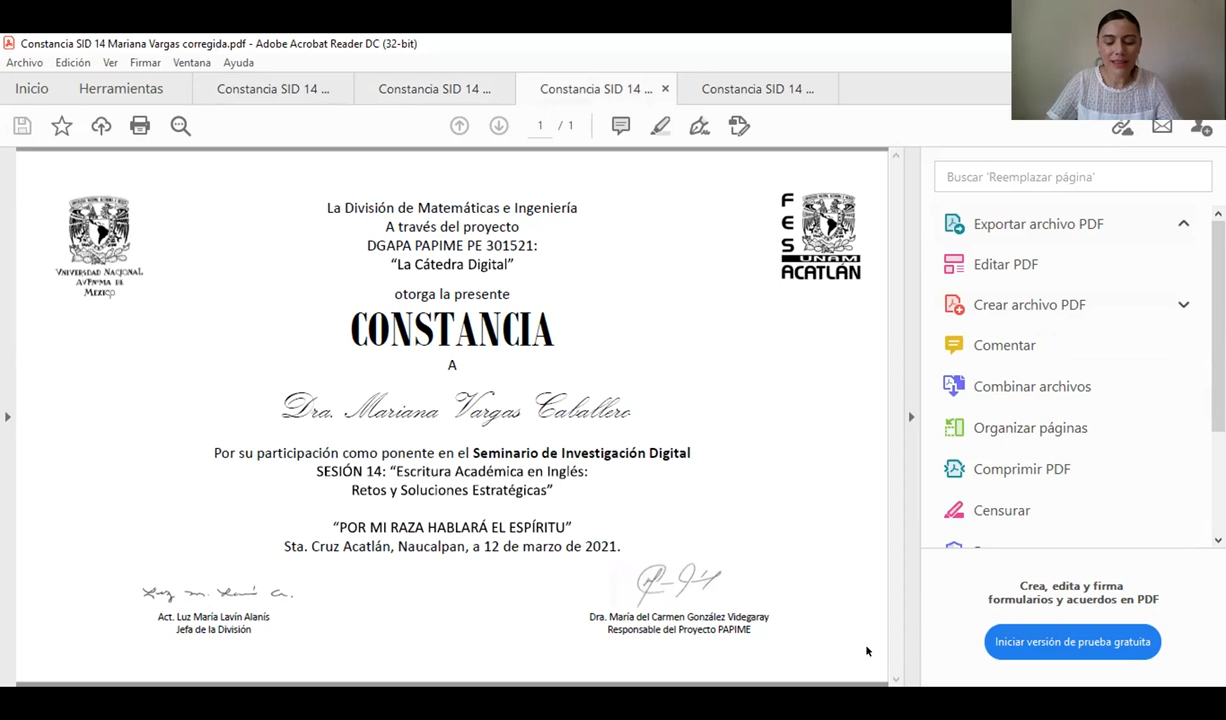 Constancia SID 14 Mariana Vargas corregida.pdf - Adobe Acrobat Reader DC (32-bit)
Archivo Edición Ver Firmar Ventana Ayuda
Inicio Herramientas Constancia SID 14 ... Constancia SID 14 ... Constancia SID 14 ... × Constancia SID 14 ...
1 / 1
Buscar 'Reemplazar página'
Exportar archivo PDF
Editar PDF
Crear archivo PDF
Comentar
Combinar archivos
Organizar páginas
Comprimir PDF
Censurar
Crea, edita y firma
formularios y acuerdos en PDF
Iniciar versión de prueba gratuita
VNIVERSIDAD NACIONAL
AVFNMA DE
MEXICO
FES
UNAM
ACATLÁN
La División de Matemáticas e Ingeniería
A través del proyecto
DGAPA PAPIME PE 301521:
“La Cátedra Digital”
otorga la presente
CONSTANCIA
A
Dra. Mariana Vargas Caballero
Por su participación como ponente en el Seminario de Investigación Digital
SESIÓN 14: “Escritura Académica en Inglés:
Retos y Soluciones Estratégicas”
“POR MI RAZA HABLARÁ EL ESPÍRITU”
Sta. Cruz Acatlán, Naucalpan, a 12 de marzo de 2021.
Act. Luz María Lavín Alanís
Jefa de la División
Dra. María del Carmen González Videgaray
Responsable del Proyecto PAPIME